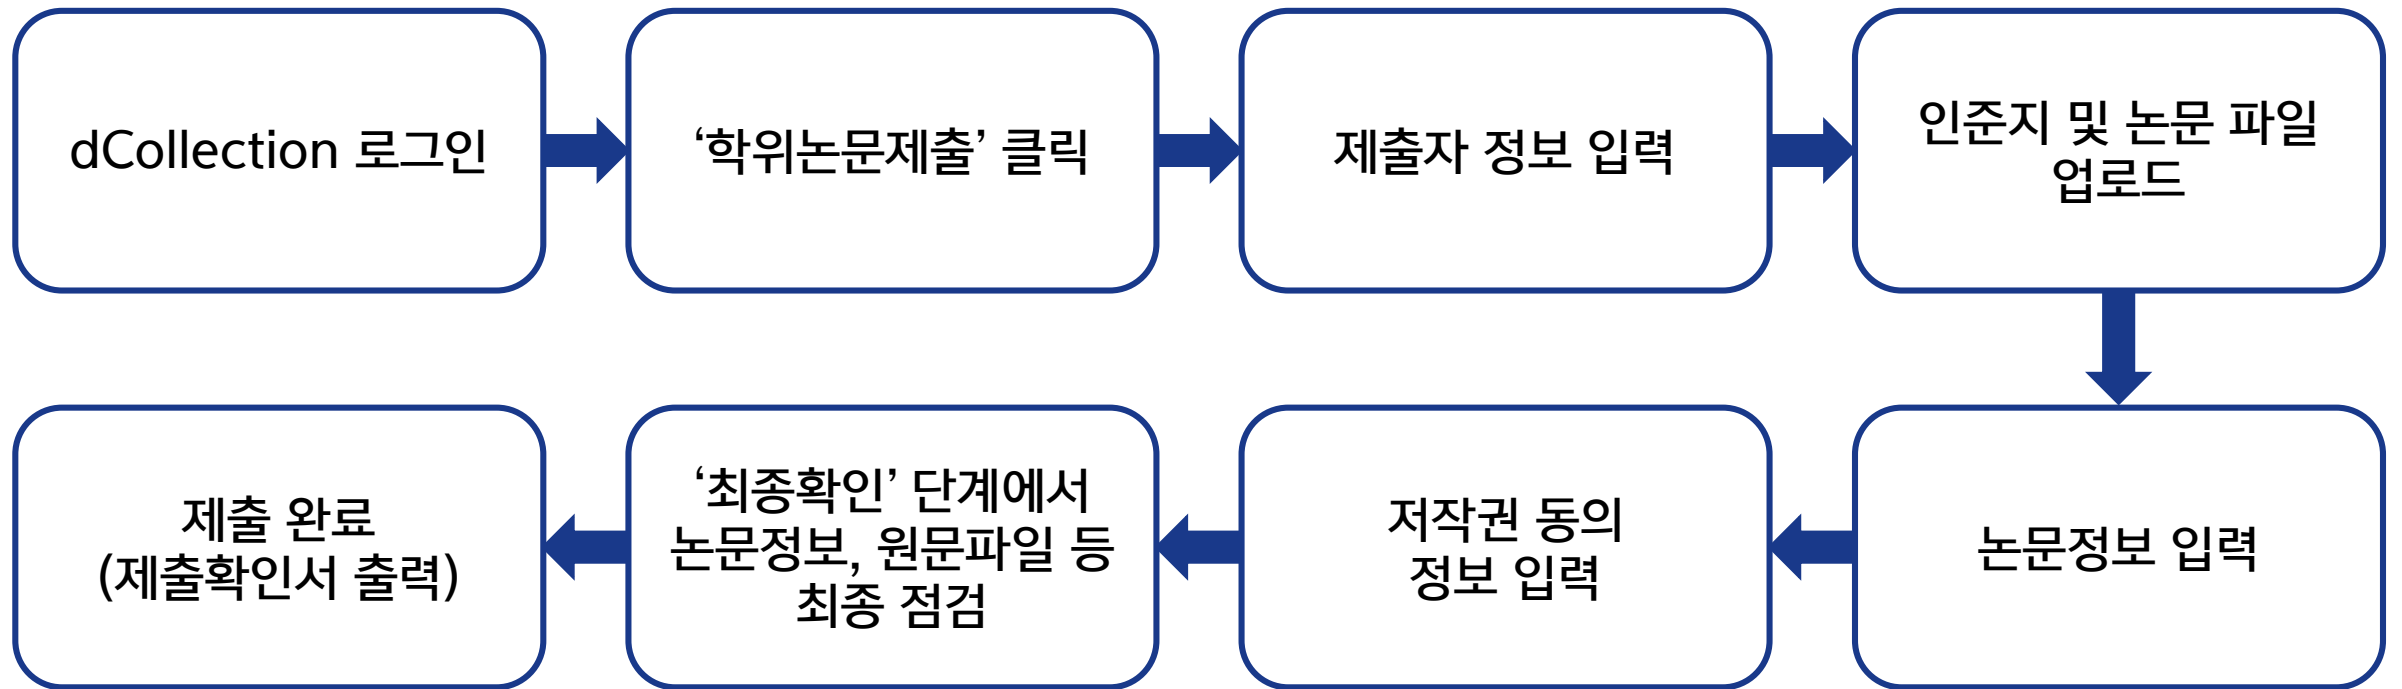 dCollection 로그인
‘학위논문제출’ 클릭
제출자 정보 입력
인준지 및 논문 파일
업로드
논문정보 입력
저작권 동의
정보 입력
‘최종확인’ 단계에서
논문정보, 원문파일 등
최종 점검
제출 완료
(제출확인서 출력)